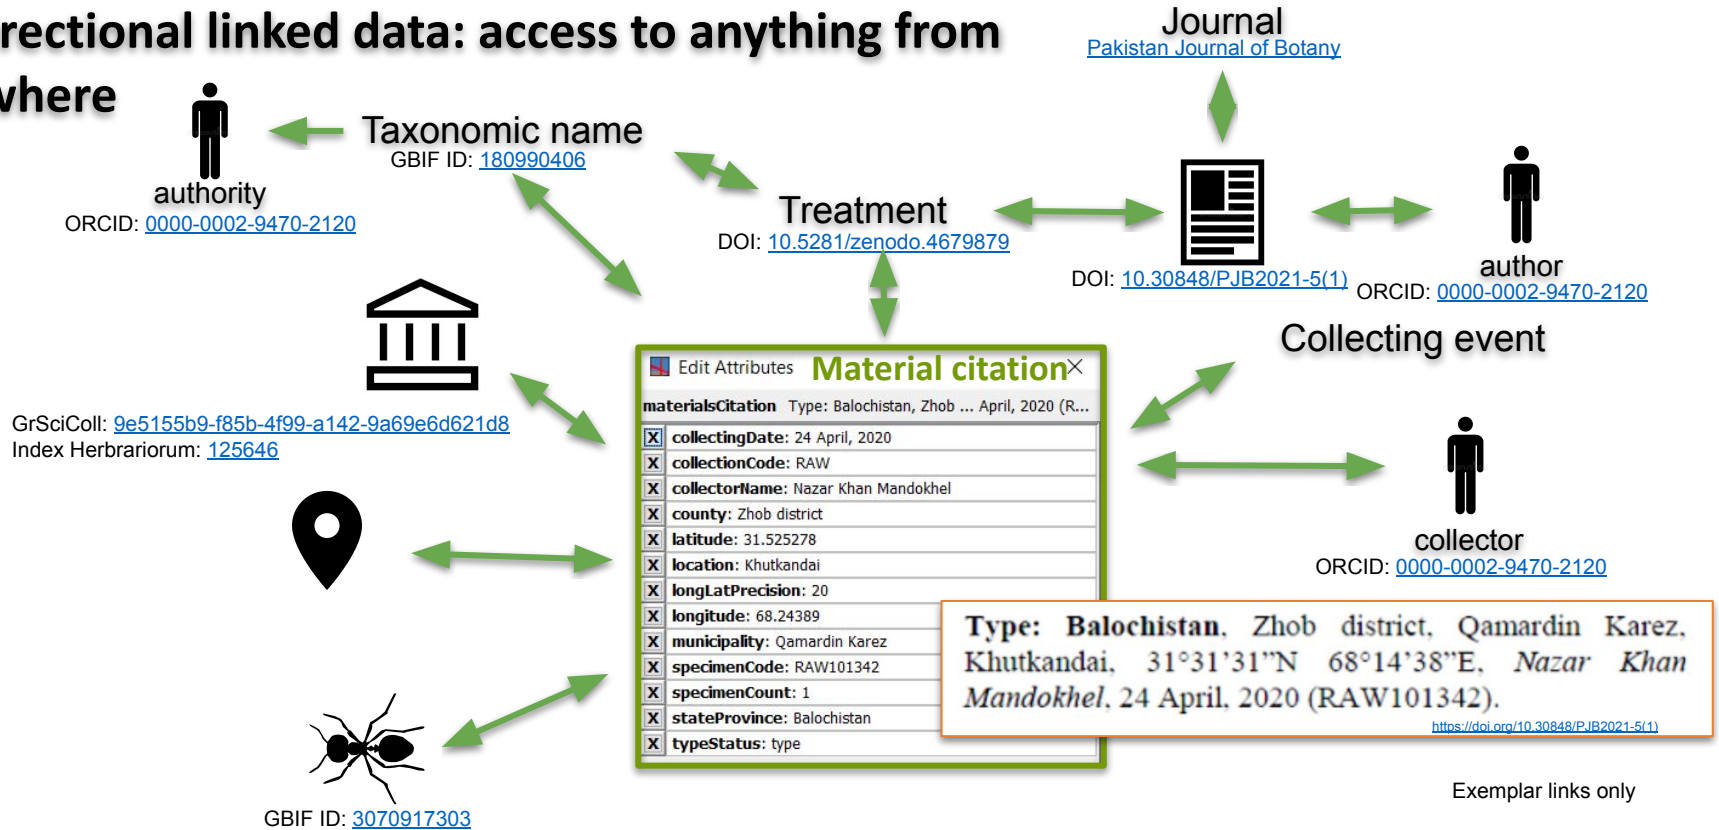 rectional linked data: access to anything from
where
Journal
Pakistan Journal of Botany
Taxonomic name
GBIF ID: 180990406
authority
ORCID: 0000-0002-9470-2120
Treatment
DOI: 10.5281/zenodo.4679879
DOI: 10.30848/PJB2021-5(1)
author
ORCID: 0000-0002-9470-2120
Collecting event
GrSciColl: 9e5155b9-f85b-4f99-a142-9a69e6d621d8
Index Herbrariorum: 125646
Edit Attributes
Material citation
materialsCitation Type: Balochistan, Zhob ... April, 2020 (R...
X collectingDate: 24 April, 2020
X collectionCode: RAW
X collectorName: Nazar Khan Mandokhel
X county: Zhob district
X latitude: 31.525278
X location: Khutkandai
X longLatPrecision: 20
X longitude: 68.24389
X municipality: Qamardin Karez
X specimenCode: RAW101342
X specimenCount: 1
X stateProvince: Balochistan
X typeStatus: type
collector
ORCID: 0000-0002-9470-2120
Type: Balochistan, Zhob district, Qamardin Karez,
Khutkandai, 31°31’31”N 68°14’38”E, Nazar Khan
Mandokhel, 24 April, 2020 (RAW101342).
https://doi.org/10.30848/PJB2021-5(1)
GBIF ID: 3070917303
Exemplar links only